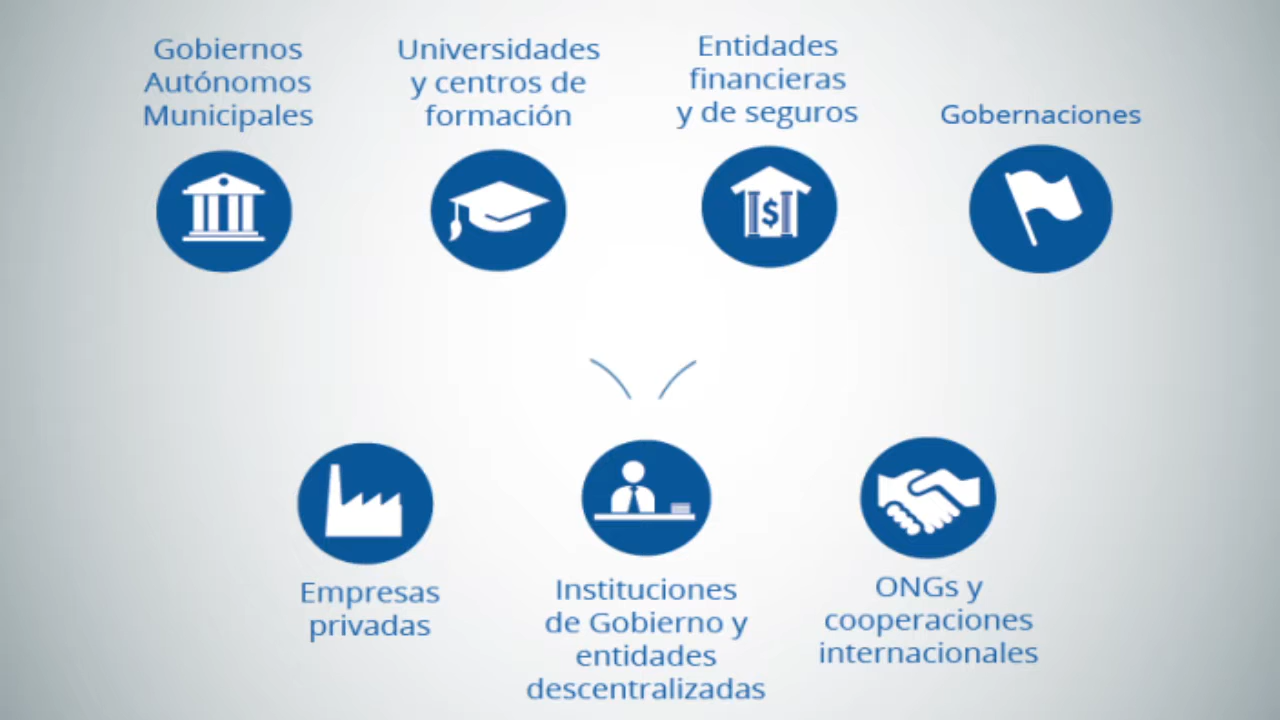 Gobiernos
Autónomos
Municipales
Universidades
y centros de
formación
Entidades
financieras
y de seguros
Gobernaciones
$
Empresas
privadas
Instituciones
de Gobierno y
entidades
descentralizadas
ONGs y
cooperaciones
internacionales